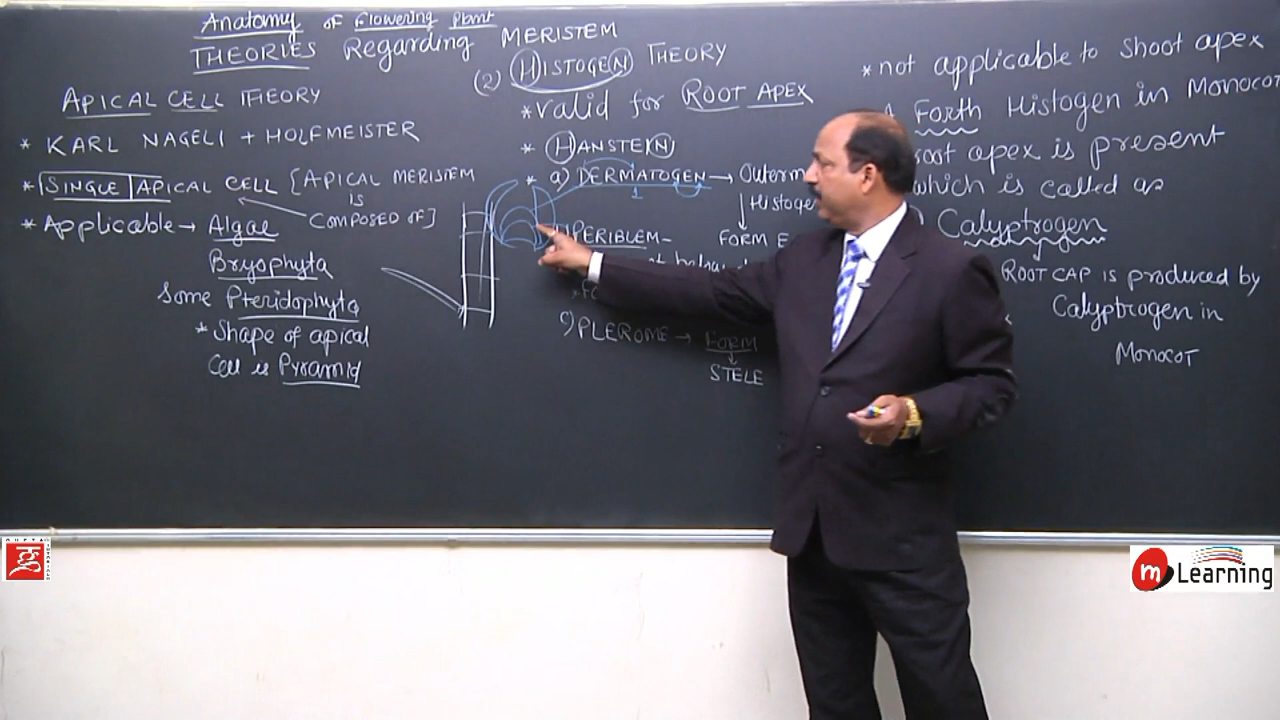 Anatomy of Flowering Plant
THEORIES Regarding MERISTEM
APICAL CELL THEORY
* KARL NAGELI + HOLFMEISTER
* SINGLE APICAL CELL [APICAL MERISTEM
IS
COMPOSED OF]
* Applicable → Algae
Bryophyta
Some Pteridophyta
* Shape of apical
Cell is Pyramid
(2) HISTOGEN THEORY
* valid for ROOT APEX
* HANSTEIN
* a) DERMATOGEN → Outerm
1
Histoge
FORM E
PERIBLEM -
c) PLEROME → FORM
STELE
* not applicable to Shoot apex
Forth Histogen in Monocot
root apex is present
which is called as
Calyptrogen
ROOT CAP is produced by
Calyptrogen in
MONOCOT
m Learning